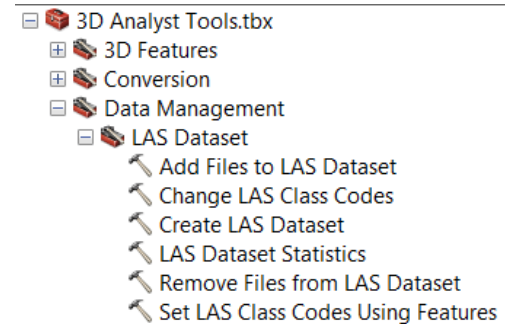 3D Analyst Tools.tbx
3D Features
Conversion
Data Management
LAS Dataset
Add Files to LAS Dataset
Change LAS Class Codes
Create LAS Dataset
LAS Dataset Statistics
Remove Files from LAS Dataset
Set LAS Class Codes Using Features